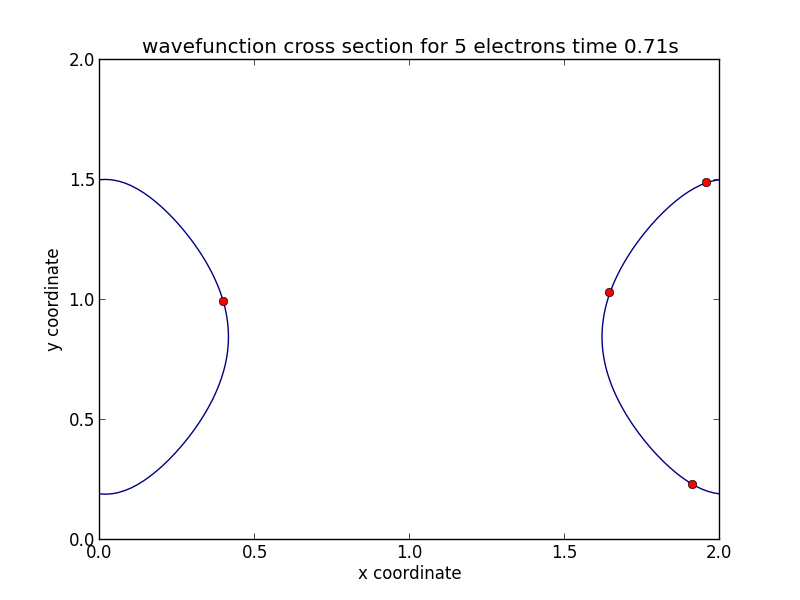 wavefunction cross section for 5 electrons time 0.71s
2.0
1.5
1.0
0.5
0.0
y coordinate
0.0 0.5 1.0 1.5 2.0
x coordinate